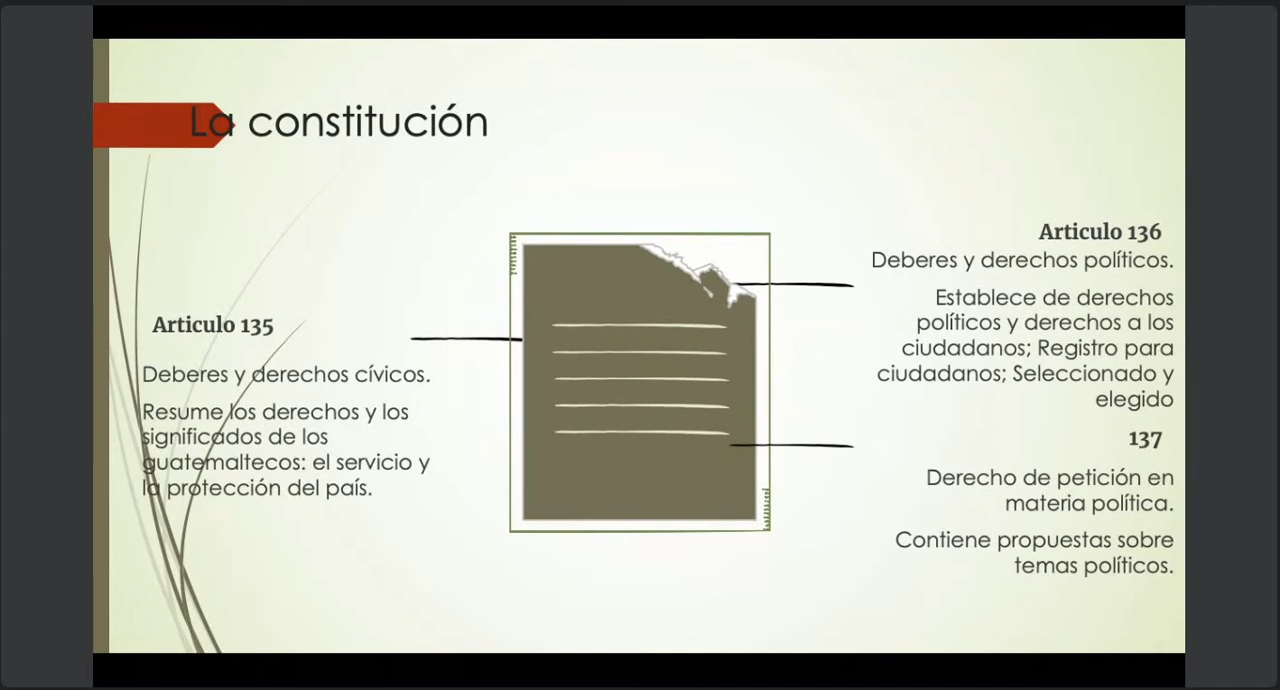 La constitución
Articulo 135
Deberes y derechos cívicos.
Resume los derechos y los
significados de los
guatemaltecos: el servicio y
la protección del país.
Articulo 136
Deberes y derechos políticos.
Establece de derechos
políticos y derechos a los
ciudadanos; Registro para
ciudadanos; Seleccionado y
elegido
137
Derecho de petición en
materia política.
Contiene propuestas sobre
temas políticos.